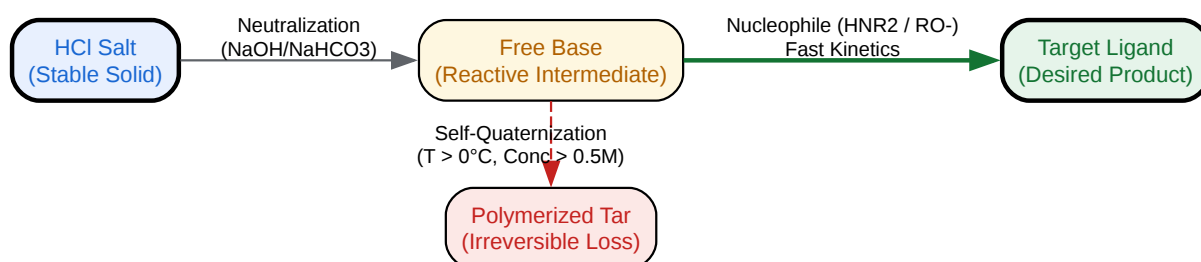 HCl Salt
(Stable Solid)
Neutralization
(NaOH/NaHCO3)
Free Base
(Reactive Intermediate)
Nucleophile (HNR2 / RO-)
Fast Kinetics
Target Ligand
(Desired Product)
Self-Quaternization
(T > 0°C, Conc > 0.5M)
Polymerized Tar
(Irreversible Loss)